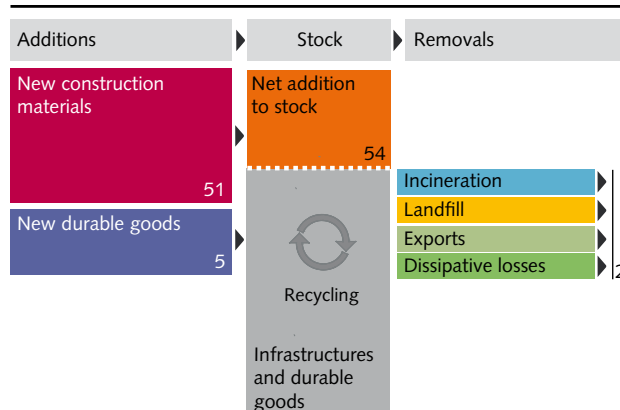 Additions
Stock
Removals
New construction
materials
51
Net addition
to stock
54
New durable goods
5
Incineration
Landfill
Exports
Dissipative losses
2
Recycling
Infrastructures
and durable
goods